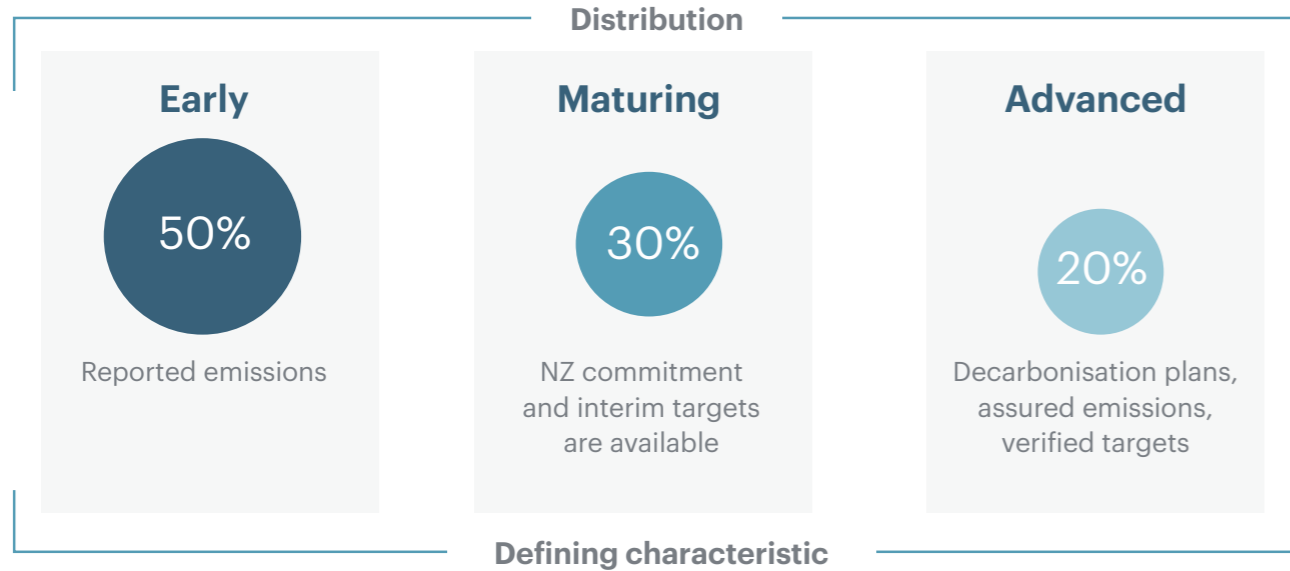 Distribution
Early
50%
Reported emissions
Maturing
30%
NZ commitment
and interim targets
are available
Advanced
20%
Decarbonisation plans,
assured emissions,
verified targets
Defining characteristic